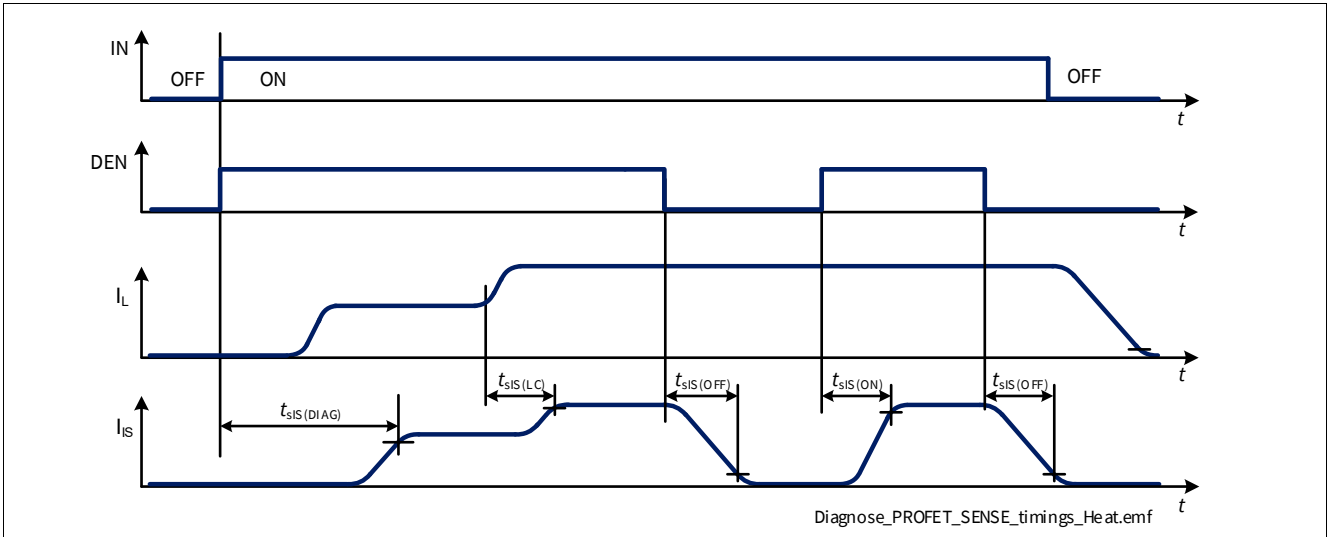 IN
OFF
ON
OFF
t
DEN
t
I_L
t
t_sIS(DIAG)
t_sIS(LC)
t_sIS(OFF)
t_sIS(ON)
t_sIS(OFF)
I_IS
t
Diagnose_PROFET_SENSE_timings_Heat.emf